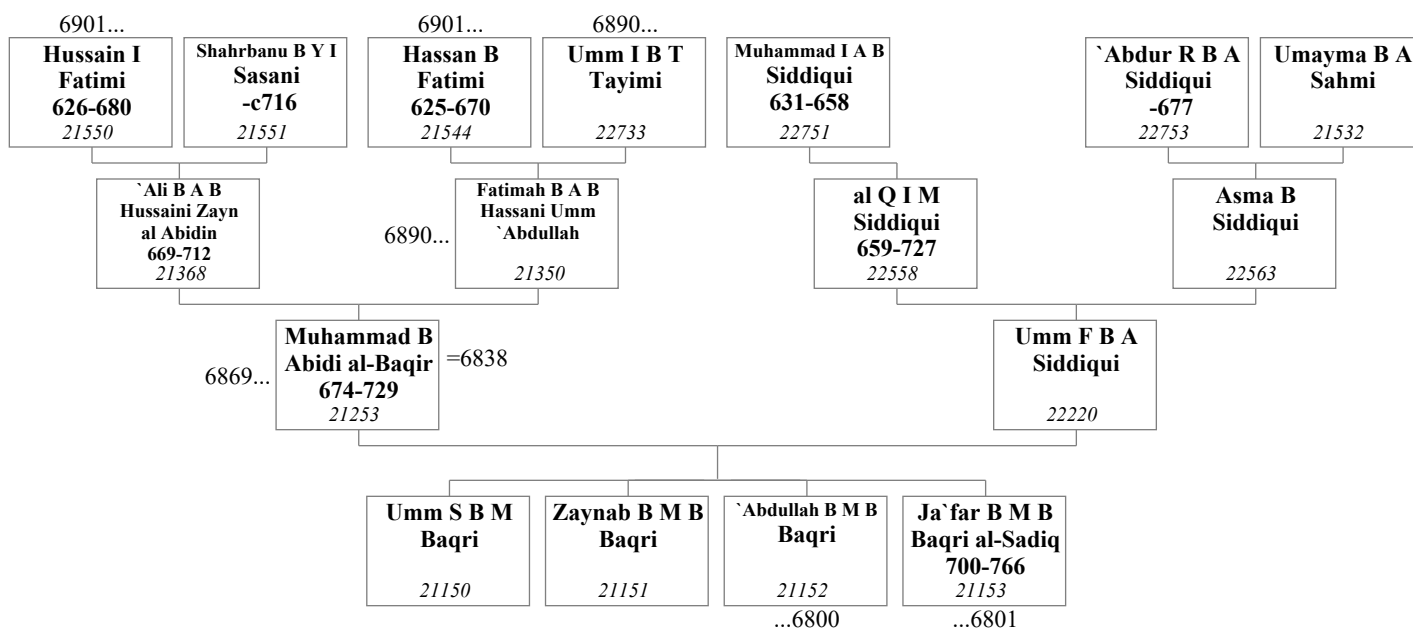 6901...
6901...
6890...
Hussain I
Fatimi
626-680
21550
Shahrbanu B Y I
Sasani
-c716
21551
Hassan B
Fatimi
625-670
21544
Umm I B T
Tayimi
22733
Muhammad I A B
Siddiqui
631-658
22751
`Abdur R B A
Siddiqui
-677
22753
Umayma B A
Sahmi
21532
`Ali B A B
Hussaini Zayn
al Abidin
669-712
21368
6890...
Fatimah B A B
Hassani Umm
`Abdullah
21350
al Q I M
Siddiqui
659-727
22558
Asma B
Siddiqui
22563
6869...
Muhammad B
Abidi al-Baqir
674-729
21253
=6838
Umm F B A
Siddiqui
22220
Umm S B M
Baqri
21150
Zaynab B M B
Baqri
21151
`Abdullah B M B
Baqri
21152
...6800
Ja`far B M B
Baqri al-Sadiq
700-766
21153
...6801